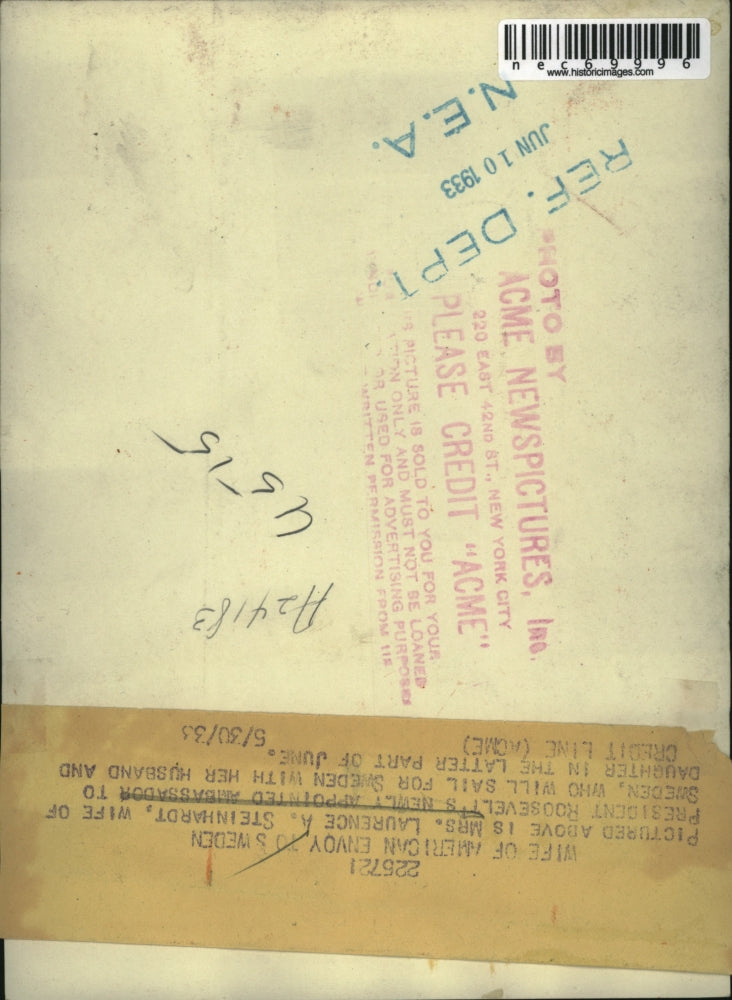 nec69996
www.historicimages.com
N.E.A.
JUN 10 1933
REF. DEPT.
PHOTO BY
ACME NEWSPICTURES, Inc.
220 EAST 42ND ST., NEW YORK CITY
PLEASE CREDIT "ACME"
PICTURE IS SOLD TO YOU FOR YOUR
ONLY AND MUST NOT BE LOANED
OR USED FOR ADVERTISING PURPOSES
WRITTEN PERMISSION FROM US
A24183
226721
WIFE OF AMERICAN ENVOY TO SWEDEN
PICTURED ABOVE IS MRS. LAURENCE A. STEINHARDT, WIFE OF
PRESIDENT ROOSEVELT'S NEWLY APPOINTED AMBASSADOR TO
SWEDEN, WHO WILL SAIL FOR SWEDEN WITH HER HUSBAND AND
DAUGHTER IN THE LATTER PART OF JUNE.
CREDIT LINE (ACME) 5/30/33